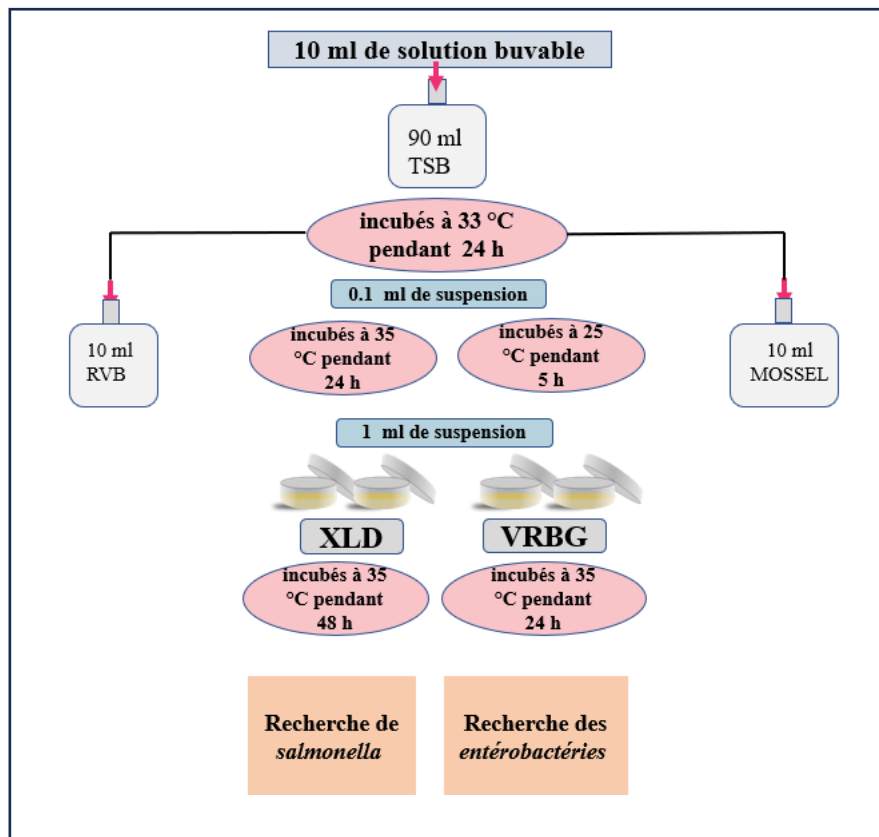 10 ml de solution buvable
90 ml
TSB
incubés à 33 °C
pendant 24 h
0.1 ml de suspension
10 ml
RVB
incubés à 35
°C pendant
24 h
incubés à 25
°C pendant
5 h
10 ml
MOSSEL
1 ml de suspension
XLD
VRBG
incubés à 35
°C pendant
48 h
incubés à 35
°C pendant
24 h
Recherche de
salmonella
Recherche des
entérobactéries